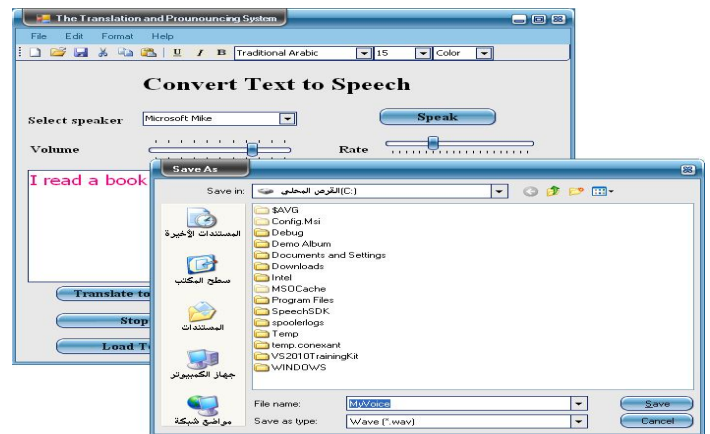 The Translation and Prounouncing System
File Edit Format Help
U I B Traditional Arabic 15 Color
Convert Text to Speech
Select speaker Microsoft Mike Speak
Volume Rate
I read a book
Translate to
Stop
Load T
Save As
Save in: القرص المحلي (C:)
المستندات الأخيرة
سطح المكتب
المستندات
جهاز الكمبيوتر
مواضع شبكة
$AVG
Config.Msi
Debug
Demo Album
Documents and Settings
Downloads
Intel
MSOCache
Program Files
SpeechSDK
spoolerlogs
Temp
temp.conexant
VS2010TrainingKit
WINDOWS
File name: MyVoice Save
Save as type: Wave (*.wav) Cancel